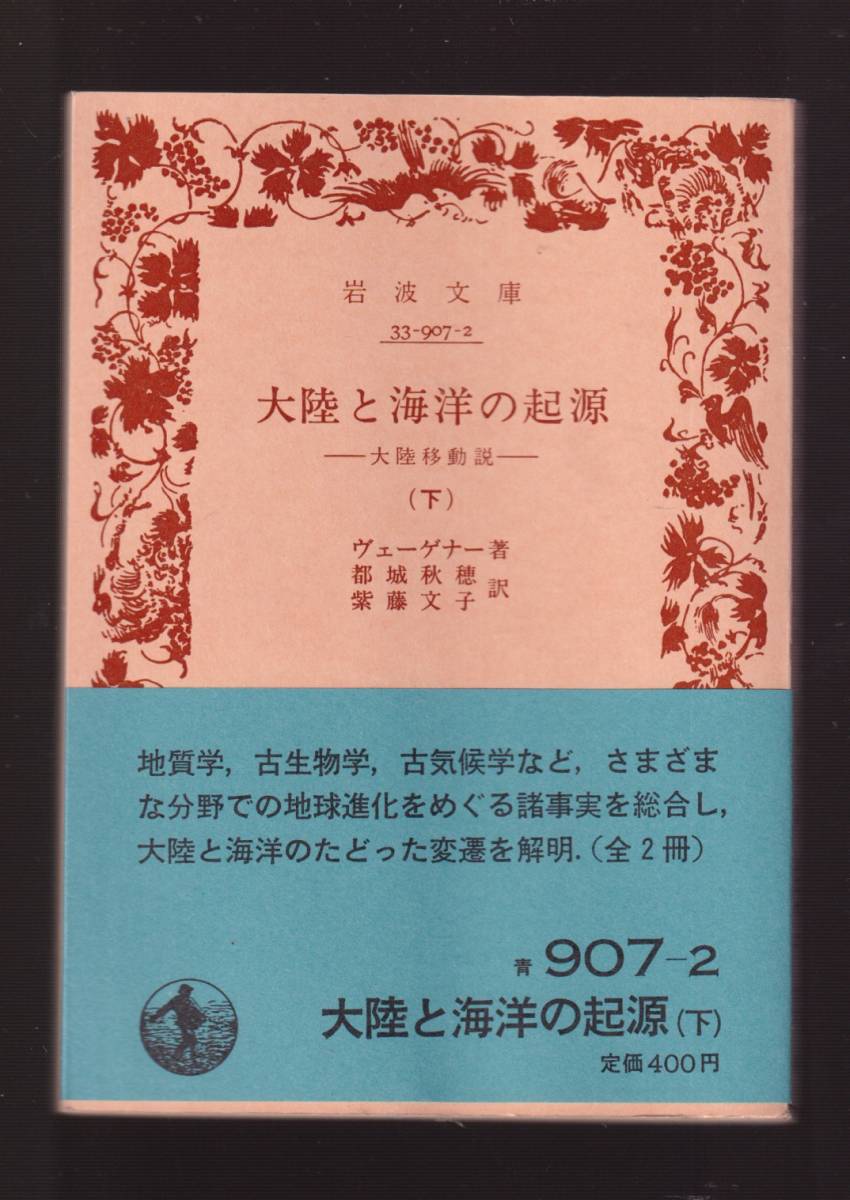 岩波文庫
33-907-2
大陸と海洋の起源
——大陸移動説——
(下)
ヴェーゲナー著
都城秋穂
紫藤文子訳
地質学,古生物学,古気候学など,さまざま
な分野での地球進化をめぐる諸事実を総合し,
大陸と海洋のたどった変遷を解明.(全2冊)
青 907-2
大陸と海洋の起源(下)
定価400円